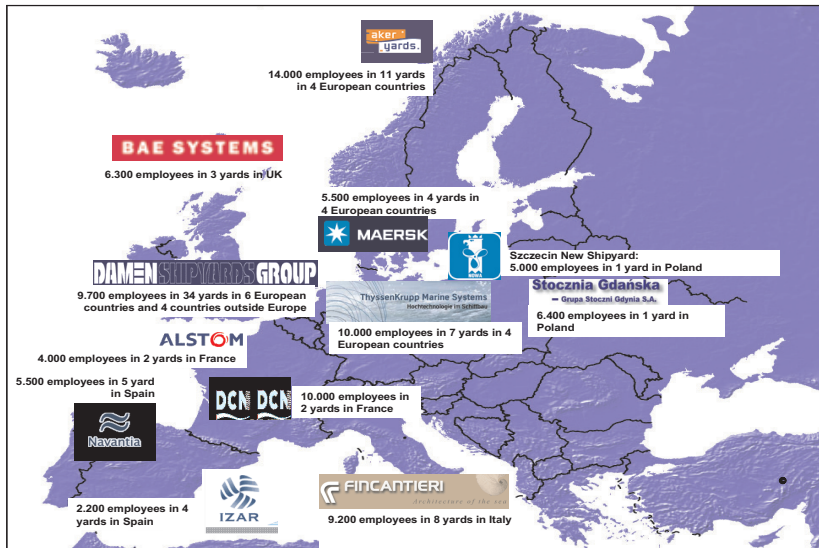 aker
yards.
14.000 employees in 11 yards
in 4 European countries
BAE SYSTEMS
6.300 employees in 3 yards in UK
5.500 employees in 4 yards in
4 European countries
MAERSK
NOWA
Szczecin New Shipyard:
5.000 employees in 1 yard in Poland
DAMEN SHIPYARDS GROUP
9.700 employees in 34 yards in 6 European
countries and 4 countries outside Europe
ThyssenKrupp Marine Systems
Hochtechnologie im Schiffbau
10.000 employees in 7 yards in 4
European countries
Stocznia Gdańska
Grupa Stoczni Gdynia S.A.
6.400 employees in 1 yard in
Poland
ALSTOM
4.000 employees in 2 yards in France
5.500 employees in 5 yard
in Spain
Navantia
DCN DCN
10.000 employees in
2 yards in France
2.200 employees in 4
yards in Spain
IZAR
FINCANTIERI
Architecture of the sea
9.200 employees in 8 yards in Italy